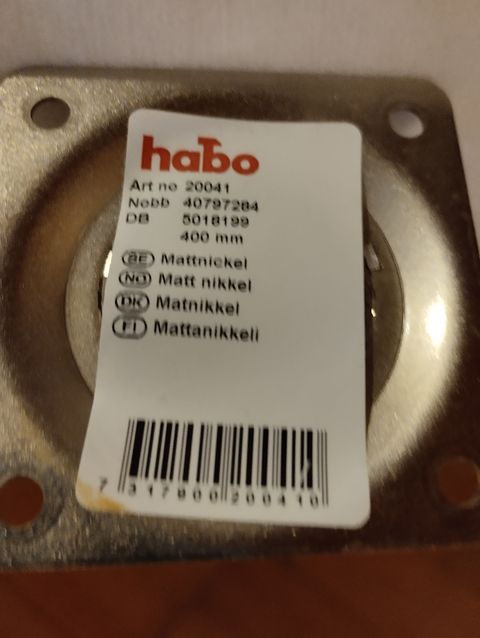 habo
Art no 20041
Nobb 40797284
DB 5018199
400 mm
SE Mattnickel
NO Matt nikkel
DK Matnikkel
FI Mattanikkeli
7 317900 200410